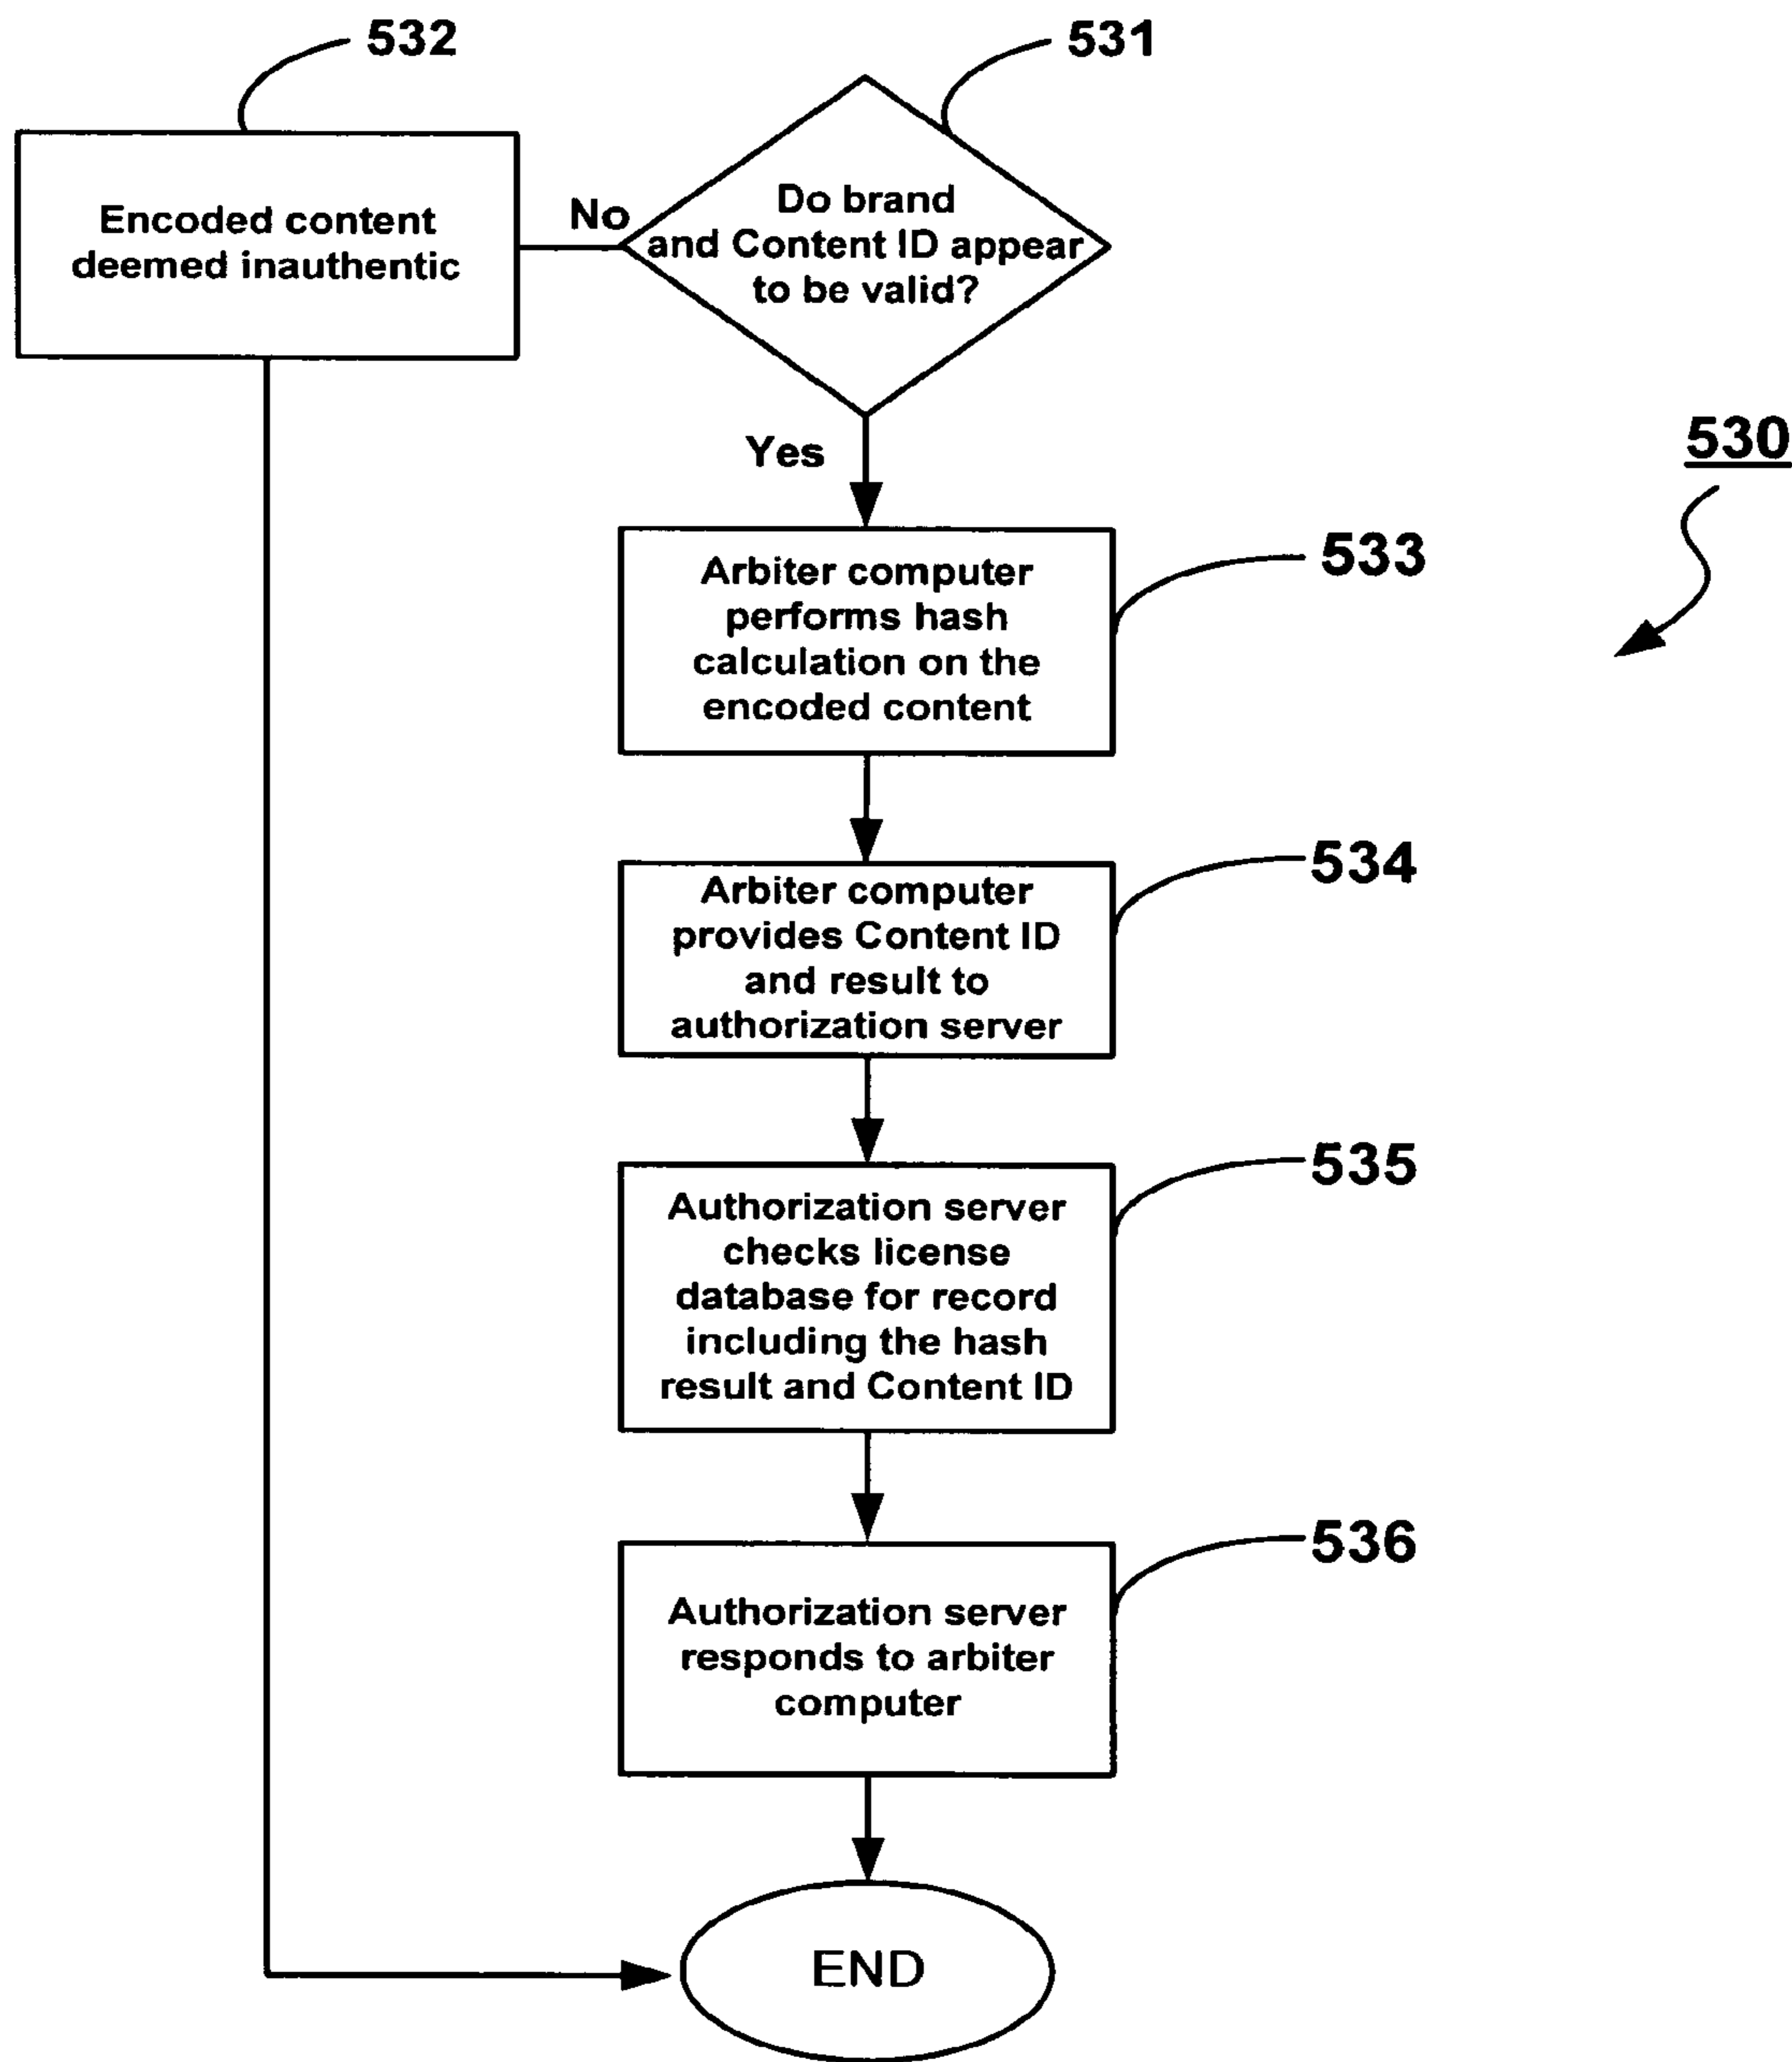 532
531
Encoded content
deemed inauthentic
No
Do brand
and Content ID appear
to be valid?
Yes
530
Arbiter computer
performs hash
calculation on the
encoded content
533
Arbiter computer
provides Content ID
and result to
authorization server
534
Authorization server
checks license
database for record
including the hash
result and Content ID
535
Authorization server
responds to arbiter
computer
536
END